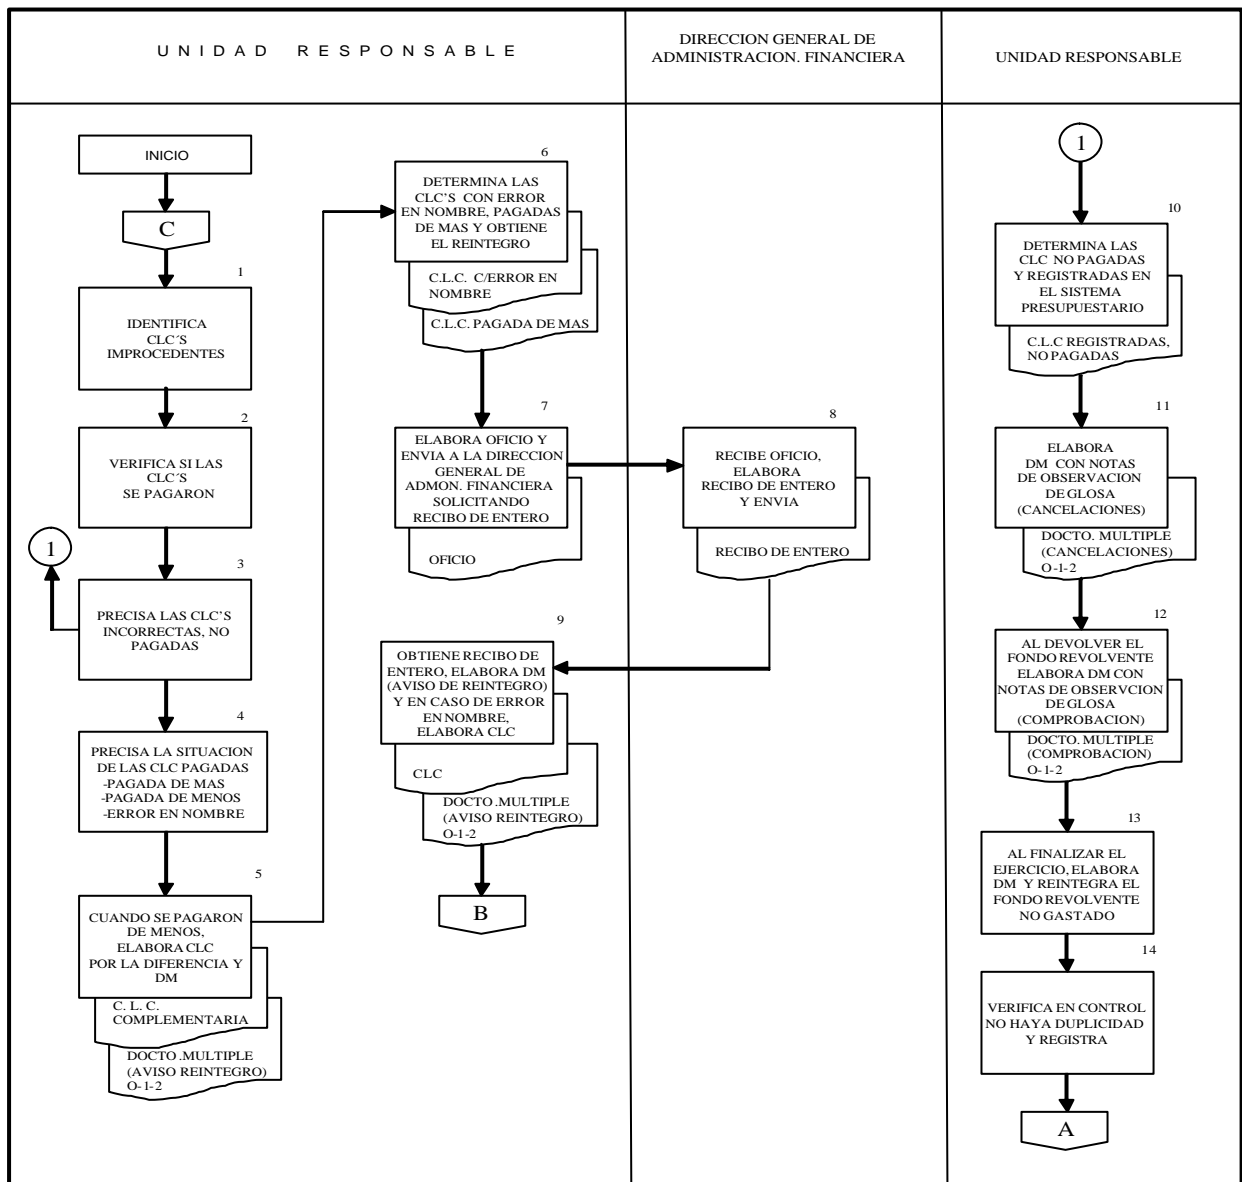 UNIDAD RESPONSABLE
DIRECCION GENERAL DE
ADMINISTRACION. FINANCIERA
UNIDAD RESPONSABLE
INICIO
C
1
IDENTIFICA
CLC´S
IMPROCEDENTES
2
VERIFICA SI LAS
CLC´S
SE PAGARON
1
3
PRECISA LAS CLC'S
INCORRECTAS, NO
PAGADAS
4
PRECISA LA SITUACION
DE LAS CLC PAGADAS
-PAGADA DE MAS
-PAGADA DE MENOS
-ERROR EN NOMBRE
5
CUANDO SE PAGARON
DE MENOS,
ELABORA CLC
POR LA DIFERENCIA Y
DM
C. L. C.
COMPLEMENTARIA
DOCTO .MULTIPLE
(AVISO REINTEGRO)
O-1-2
6
DETERMINA LAS
CLC'S CON ERROR
EN NOMBRE, PAGADAS
DE MAS Y OBTIENE
EL REINTEGRO
C.L.C. C/ERROR EN
NOMBRE
C.L.C. PAGADA DE MAS
7
ELABORA OFICIO Y
ENVIA A LA DIRECCION
GENERAL DE
ADMON. FINANCIERA
SOLICITANDO
RECIBO DE ENTERO
OFICIO
8
RECIBE OFICIO,
ELABORA
RECIBO DE ENTERO
Y ENVIA
RECIBO DE ENTERO
9
OBTIENE RECIBO DE
ENTERO, ELABORA DM
(AVISO DE REINTEGRO)
Y EN CASO DE ERROR
EN NOMBRE,
ELABORA CLC
CLC
DOCTO .MULTIPLE
(AVISO REINTEGRO)
O-1-2
B
1
10
DETERMINA LAS
CLC NO PAGADAS
Y REGISTRADAS EN
EL SISTEMA
PRESUPUESTARIO
C.L.C REGISTRADAS,
NO PAGADAS
11
ELABORA
DM CON NOTAS
DE OBSERVACION
DE GLOSA
(CANCELACIONES)
DOCTO. MULTIPLE
(CANCELACIONES)
O-1-2
12
AL DEVOLVER EL
FONDO REVOLVENTE
ELABORA DM CON
NOTAS DE OBSERVCION
DE GLOSA
(COMPROBACION)
DOCTO. MULTIPLE
(COMPROBACION)
O-1-2
13
AL FINALIZAR EL
EJERCICIO, ELABORA
DM Y REINTEGRA EL
FONDO REVOLVENTE
NO GASTADO
14
VERIFICA EN CONTROL
NO HAYA DUPLICIDAD
Y REGISTRA
A